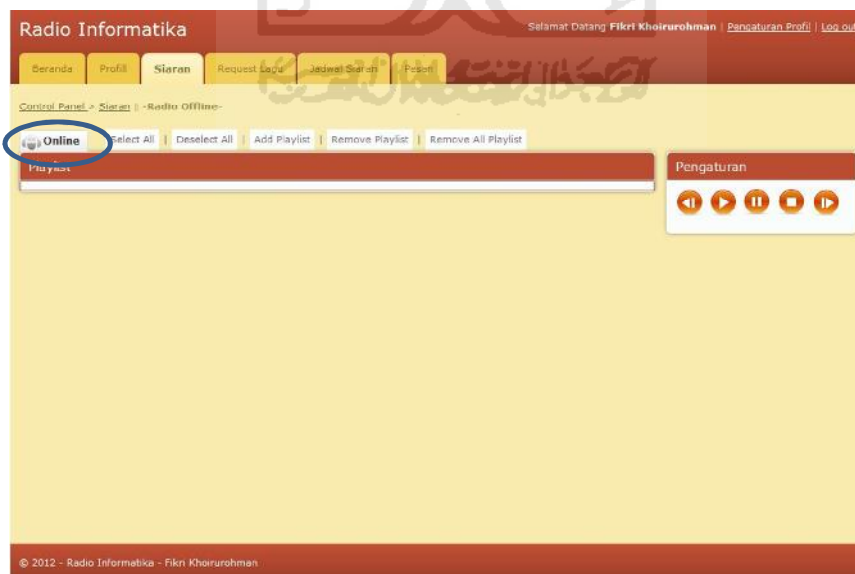 Radio Informatika
Selamat Datang Fikri Khoirurohman | Pengaturan Profil | Log out
Beranda Profill Siaran Request Lagu Jadwal Siaran Pesan
Control Panel > Siaran || -Radio Offline-
Online Select All | Deselect All | Add Playlist | Remove Playlist | Remove All Playlist
Playlist
Pengaturan
© 2012 - Radio Informatika - Fikri Khoirurohman